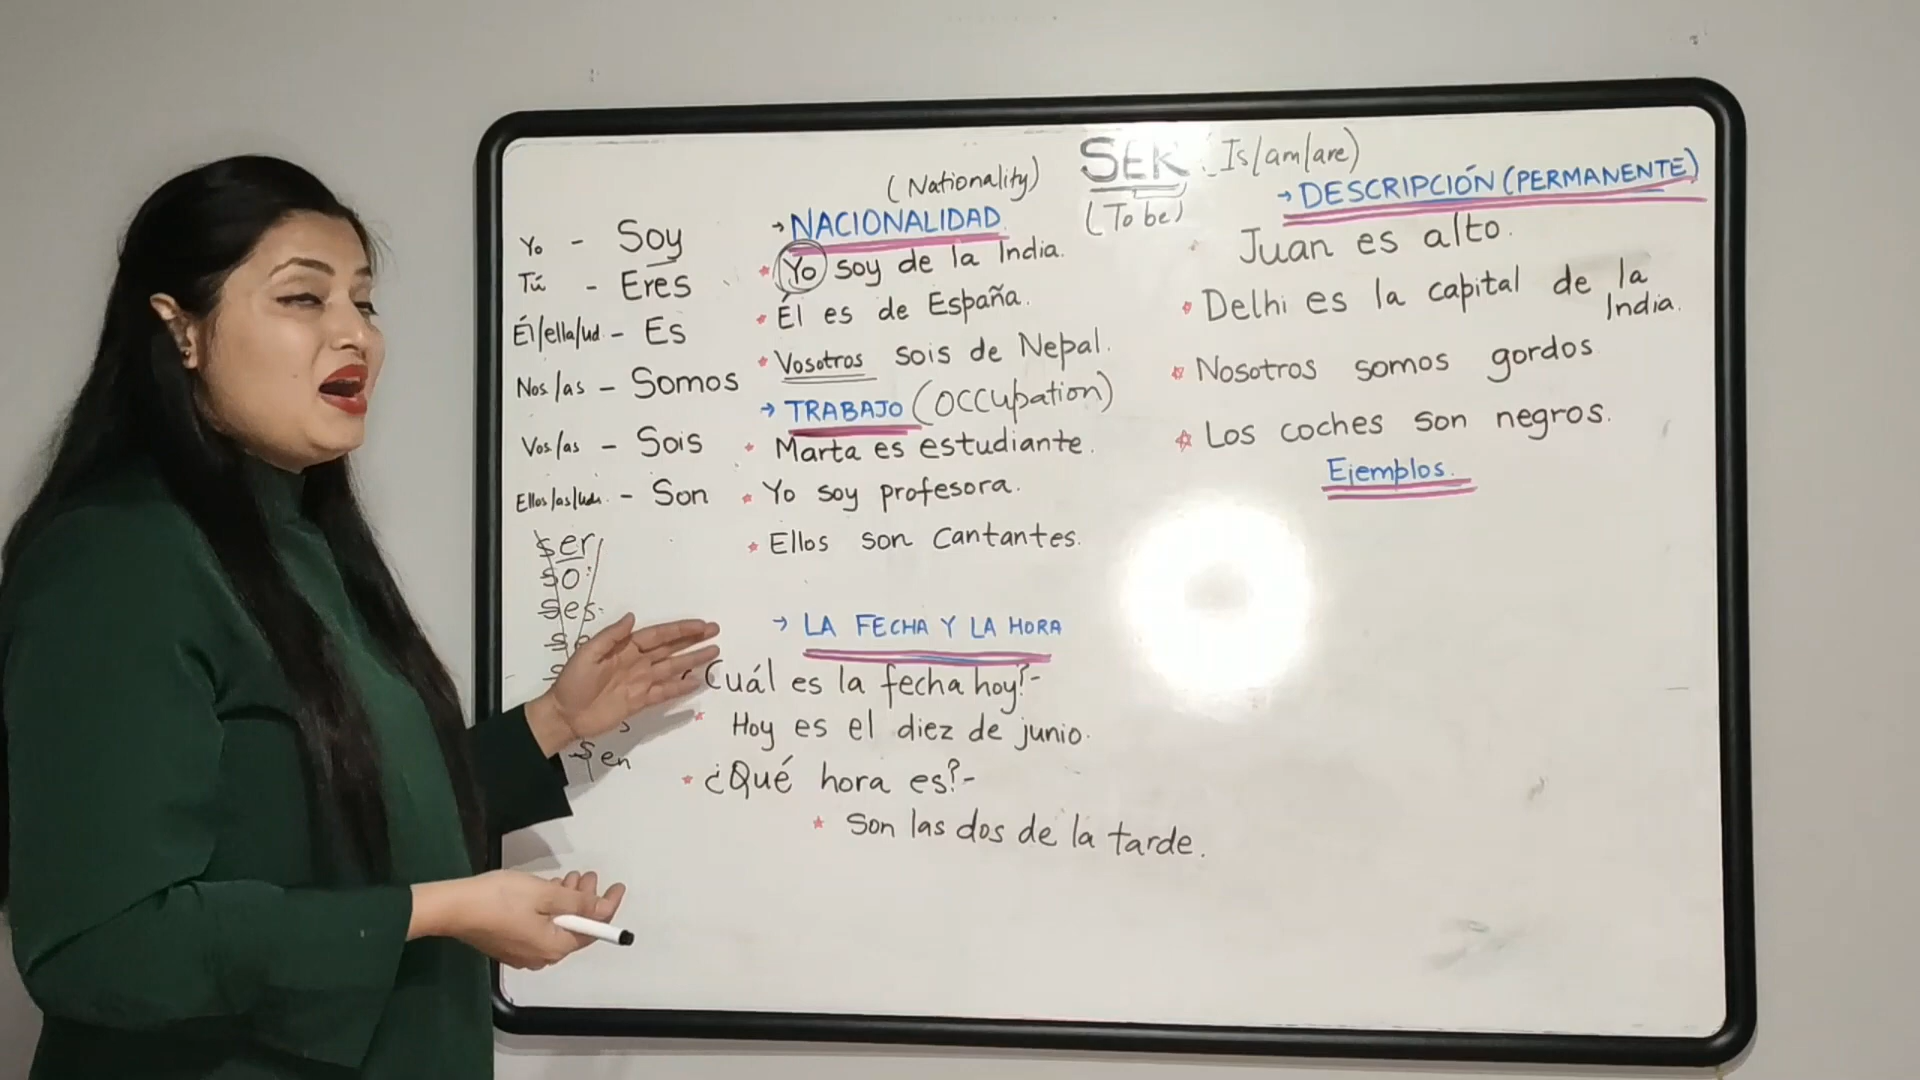 SER : Is/am/are)
(To be)
Yo - Soy
Tú - Eres
Él/ella/ud - Es
Nos/as - Somos
Vos/as - Sois
Ellos/as/uds. - Son
Ser
So
Ses
Sen
(Nationality)
→ NACIONALIDAD
* Yo soy de la India.
* Él es de España.
* Vosotros sois de Nepal.
→ TRABAJO (Occupation)
* Marta es estudiante.
* Yo soy profesora.
* Ellos son cantantes.
→ LA FECHA Y LA HORA
Cuál es la fecha hoy?-
* Hoy es el diez de junio.
* ¿Qué hora es?-
* Son las dos de la tarde.
→ DESCRIPCIÓN (PERMANENTE)
Juan es alto.
* Delhi es la capital de la
India.
* Nosotros somos gordos
* Los coches son negros.
Ejemplos.